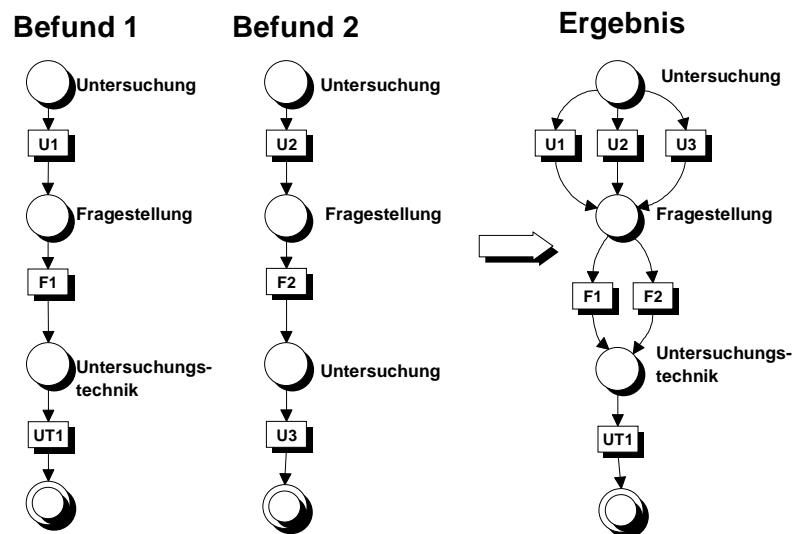 Befund 1
Untersuchung
U1
Fragestellung
F1
Untersuchungs-
technik
UT1
Befund 2
Untersuchung
U2
Fragestellung
F2
Untersuchung
U3
Ergebnis
Untersuchung
U1 U2 U3
Fragestellung
F1 F2
Untersuchungs-
technik
UT1